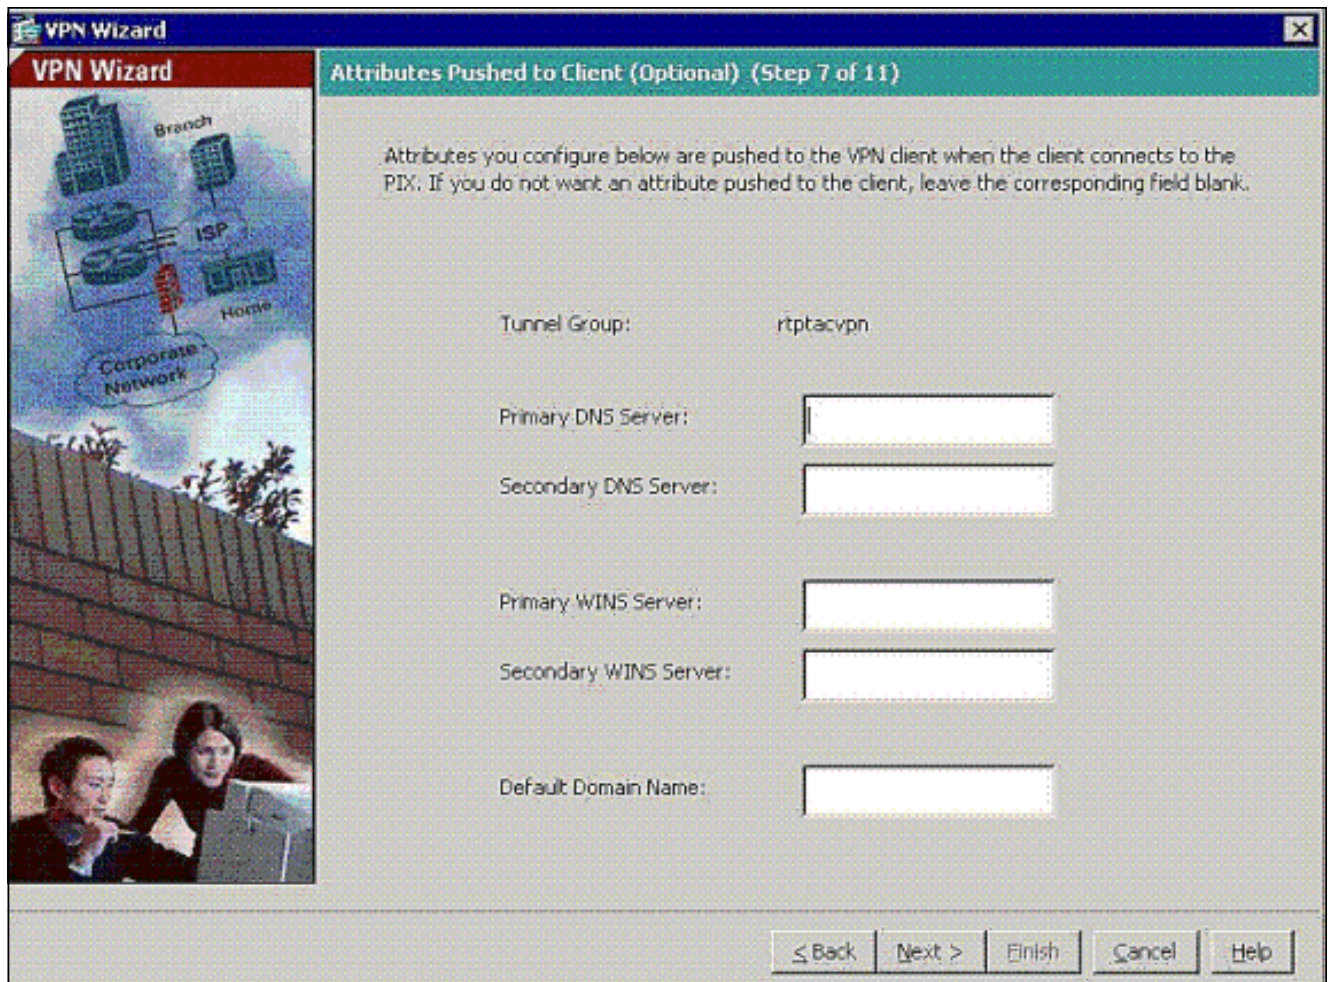 VPN Wizard
VPN Wizard
Attributes Pushed to Client (Optional) (Step 7 of 11)
Branch
ISP
Home
Corporate
Network
Attributes you configure below are pushed to the VPN client when the client connects to the
PIX. If you do not want an attribute pushed to the client, leave the corresponding field blank.
Tunnel Group: rtptacvpn
Primary DNS Server:
Secondary DNS Server:
Primary WINS Server:
Secondary WINS Server:
Default Domain Name:
< Back Next > Finish Cancel Help